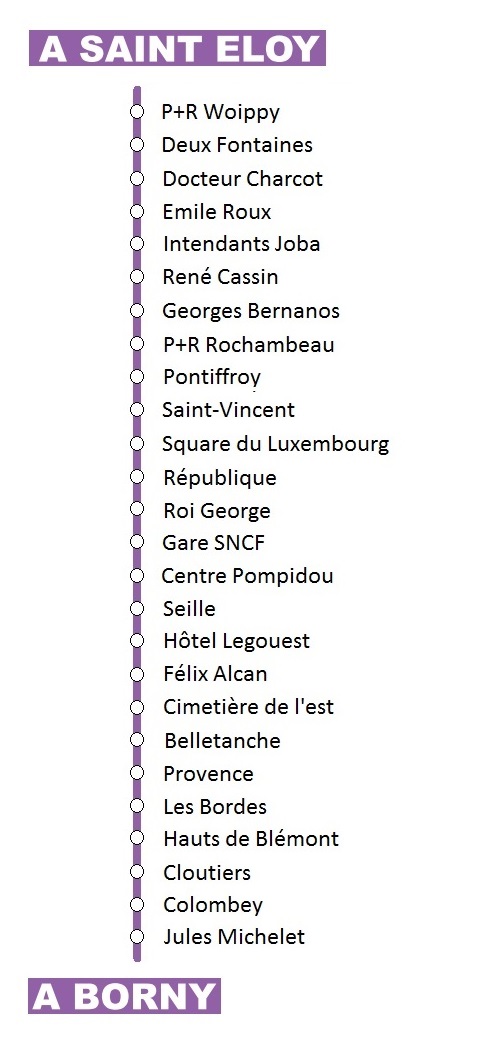 A SAINT ELOY
P+R Woippy
Deux Fontaines
Docteur Charcot
Emile Roux
Intendants Joba
René Cassin
Georges Bernanos
P+R Rochambeau
Pontiffroy
Saint-Vincent
Square du Luxembourg
République
Roi George
Gare SNCF
Centre Pompidou
Seille
Hôtel Legouest
Félix Alcan
Cimetière de l'est
Belletanche
Provence
Les Bordes
Hauts de Blémont
Cloutiers
Colombey
Jules Michelet
A BORNY